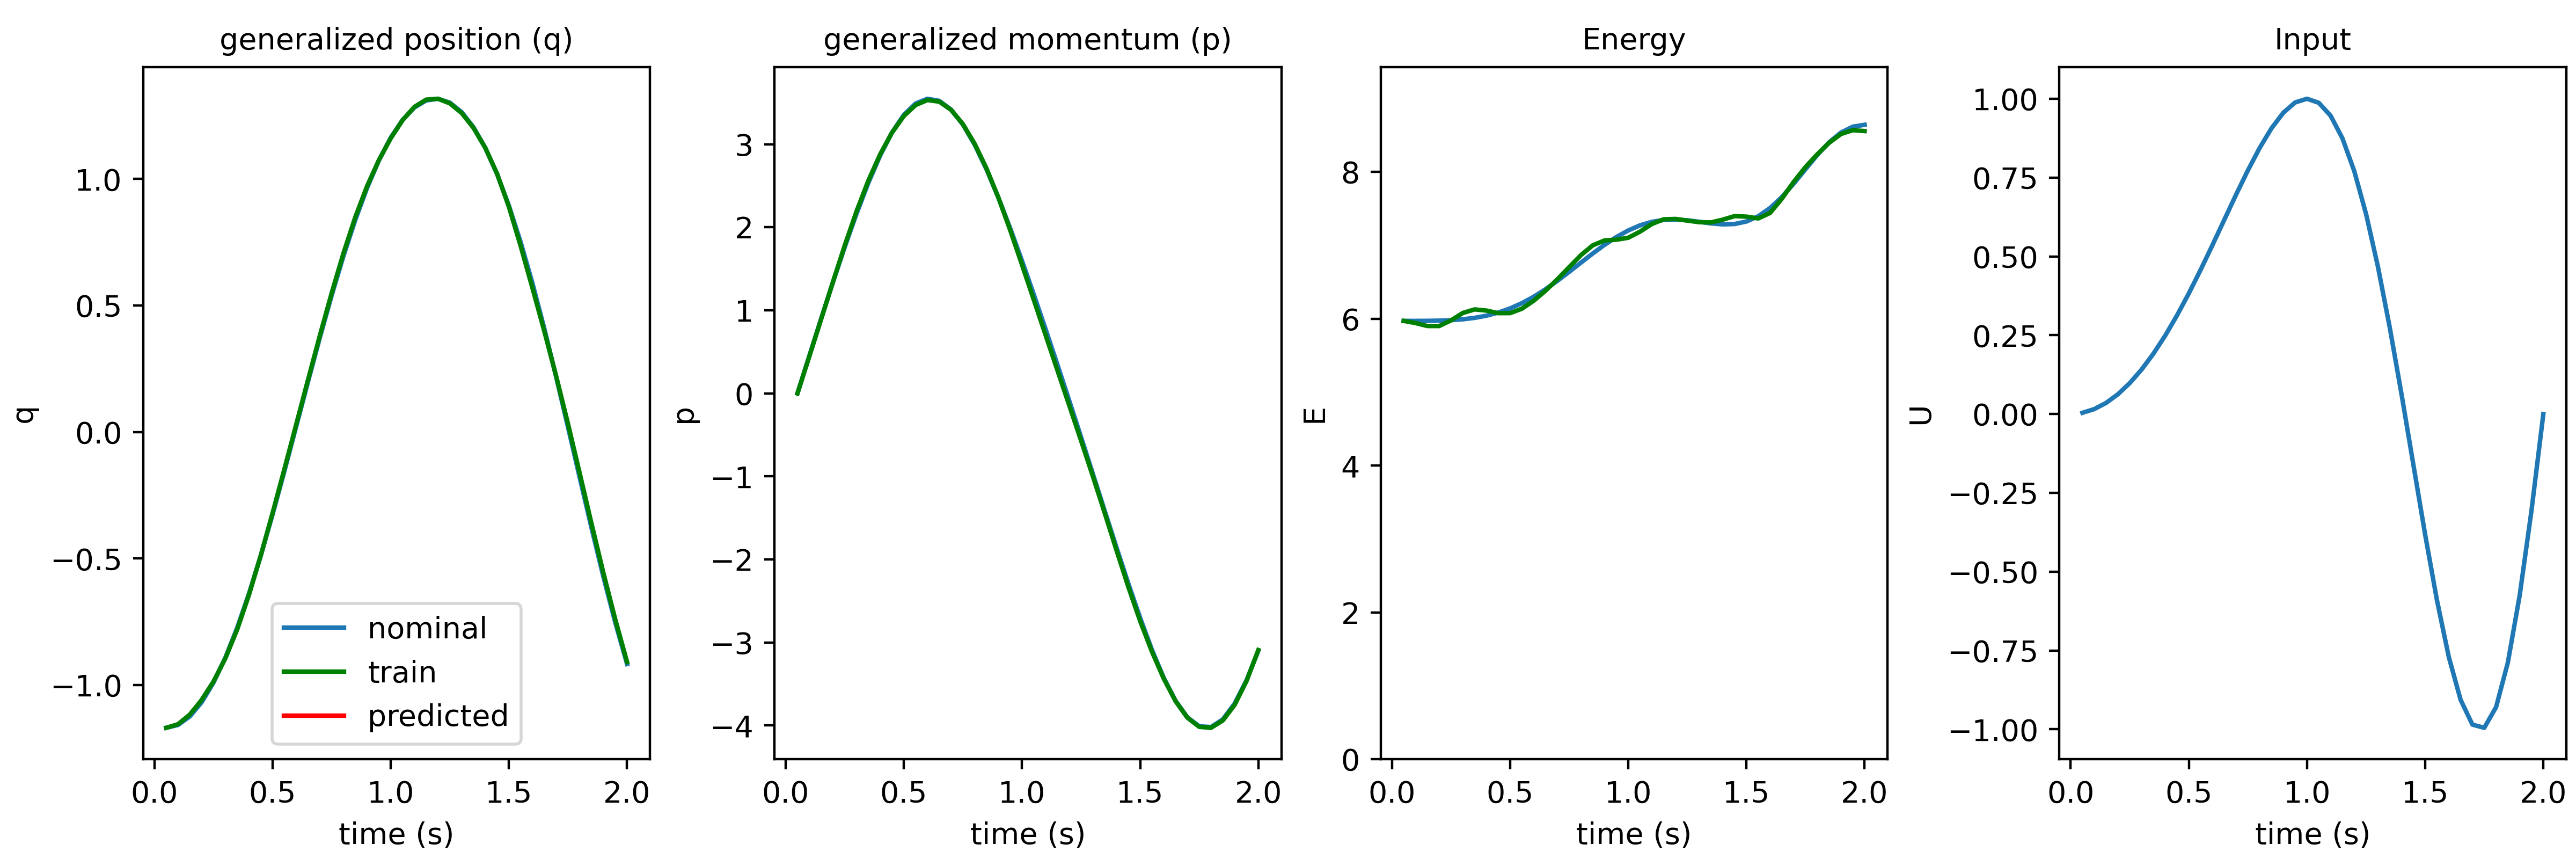 generalized position (q)
q
1.0
0.5
0.0
−0.5
−1.0
0.0 0.5 1.0 1.5 2.0
time (s)
nominal
train
predicted
generalized momentum (p)
p
3
2
1
0
−1
−2
−3
−4
0.0 0.5 1.0 1.5 2.0
time (s)
Energy
E
8
6
4
2
0
0.0 0.5 1.0 1.5 2.0
time (s)
Input
U
1.00
0.75
0.50
0.25
0.00
−0.25
−0.50
−0.75
−1.00
0.0 0.5 1.0 1.5 2.0
time (s)